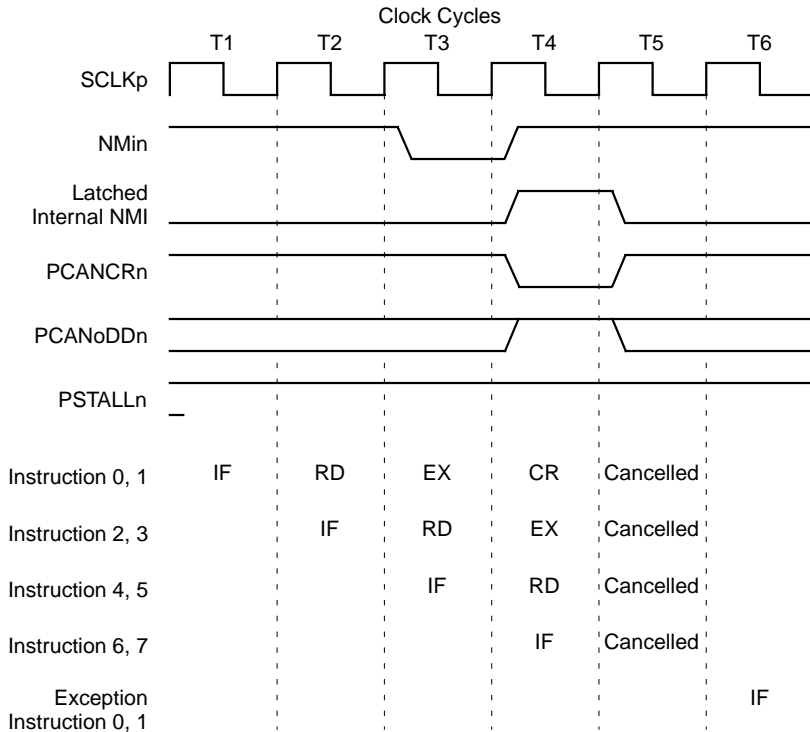 Clock Cycles
T1 T2 T3 T4 T5 T6
SCLKp
NMin
Latched
Internal NMI
PCANCRn
PCANoDDn
PSTALLn
Instruction 0, 1 IF RD EX CR Cancelled
Instruction 2, 3 IF RD EX Cancelled
Instruction 4, 5 IF RD Cancelled
Instruction 6, 7 IF Cancelled
Exception
Instruction 0, 1 IF